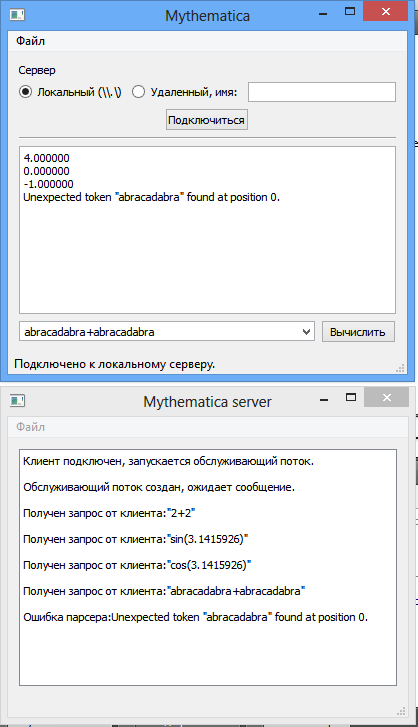 Mythematica
Файл
Сервер
Локальный (\\.\) Удаленный, имя:
Подключиться
4.000000
0.000000
-1.000000
Unexpected token "abracadabra" found at position 0.
abracadabra+abracadabra Вычислить
Подключено к локальному серверу.
Mythematica server
Файл
Клиент подключен, запускается обслуживающий поток.
Обслуживающий поток создан, ожидает сообщение.
Получен запрос от клиента:"2+2"
Получен запрос от клиента:"sin(3.1415926)"
Получен запрос от клиента:"cos(3.1415926)"
Получен запрос от клиента:"abracadabra+abracadabra"
Ошибка парсера:Unexpected token "abracadabra" found at position 0.